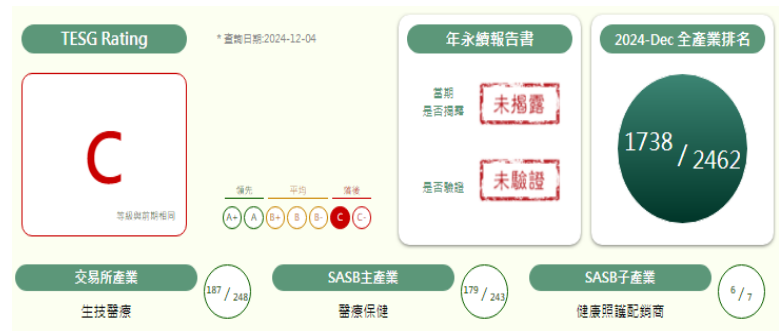 TESG Rating
* 查詢日期:2024-12-04
C
等級與前期相同
領先 平均 落後
A+ A B+ B B- C C-
年永續報告書
當期
是否揭露
未揭露
是否驗證
未驗證
2024-Dec 全產業排名
1738 / 2462
交易所產業
187 / 248
生技醫療
SASB主產業
179 / 243
醫療保健
SASB子產業
6 / 7
健康照護配銷商